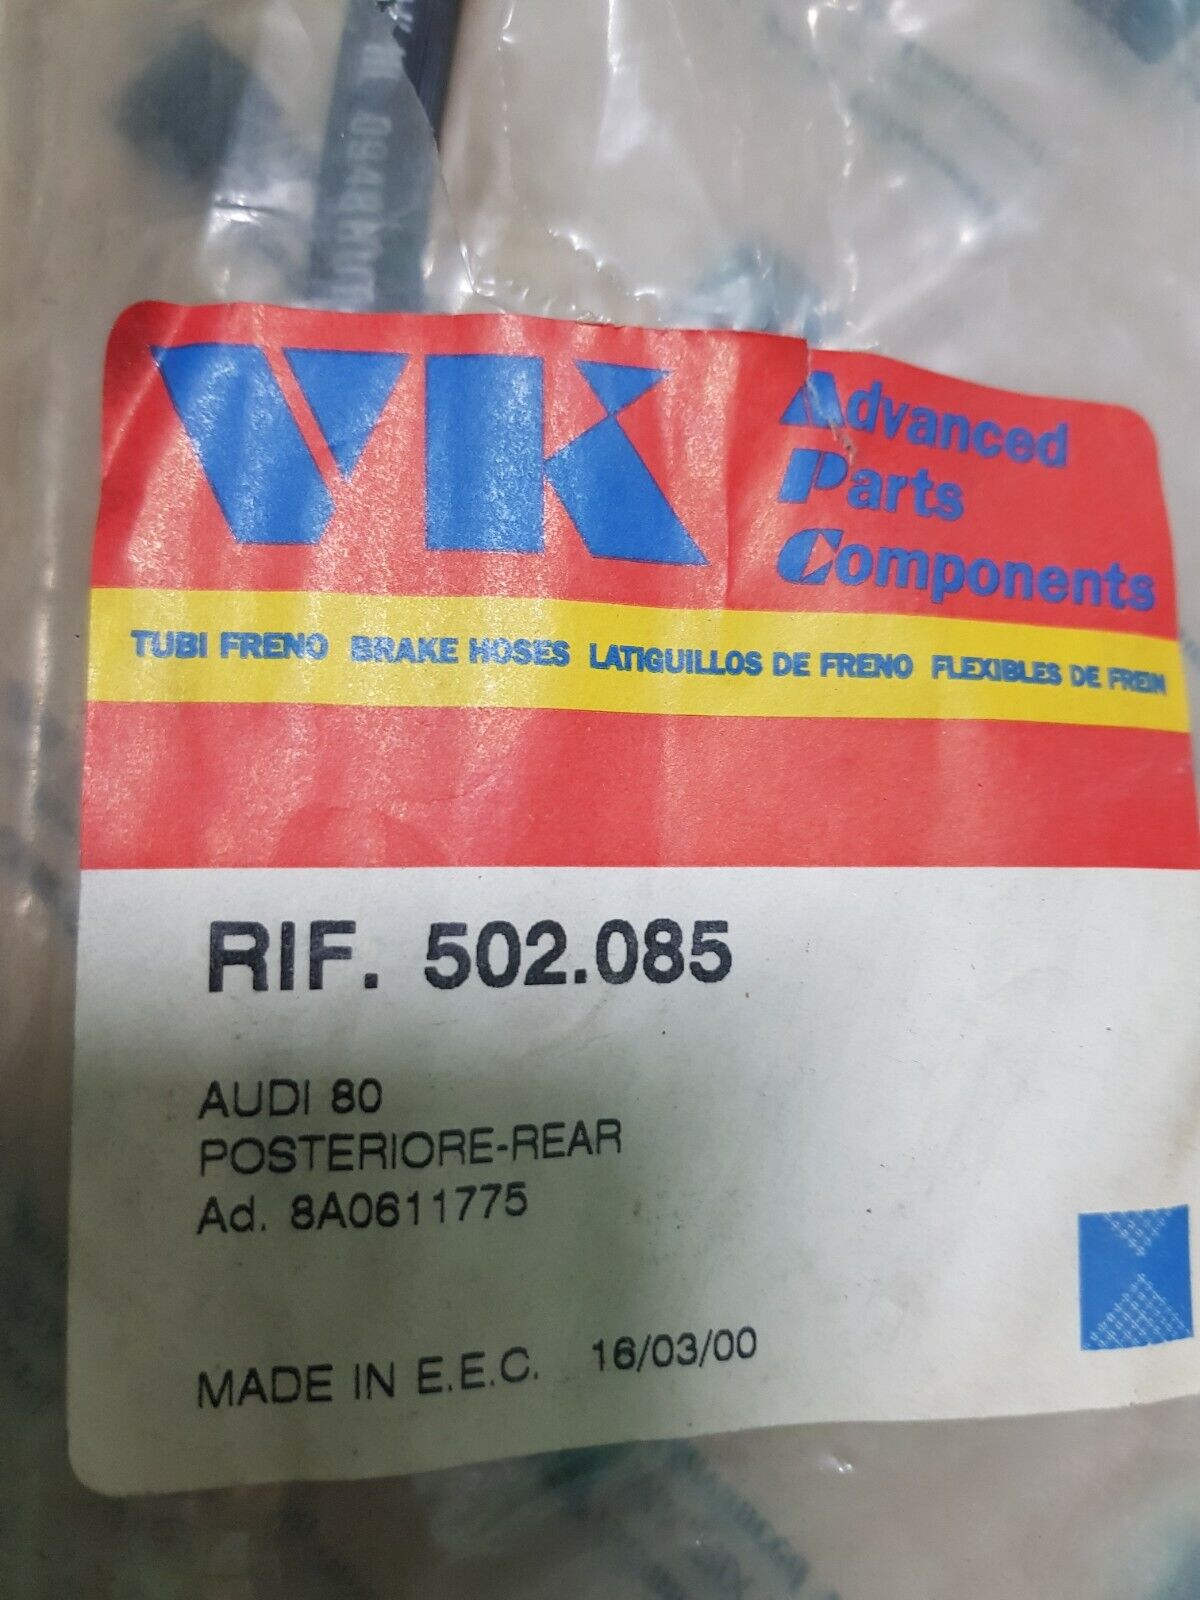 VK
Advanced
Parts
Components
TUBI FRENO BRAKE HOSES LATIGUILLOS DE FRENO FLEXIBLES DE FREIN
RIF. 502.085
AUDI 80
POSTERIORE-REAR
Ad. 8A0611775
MADE IN E.E.C. 16/03/00